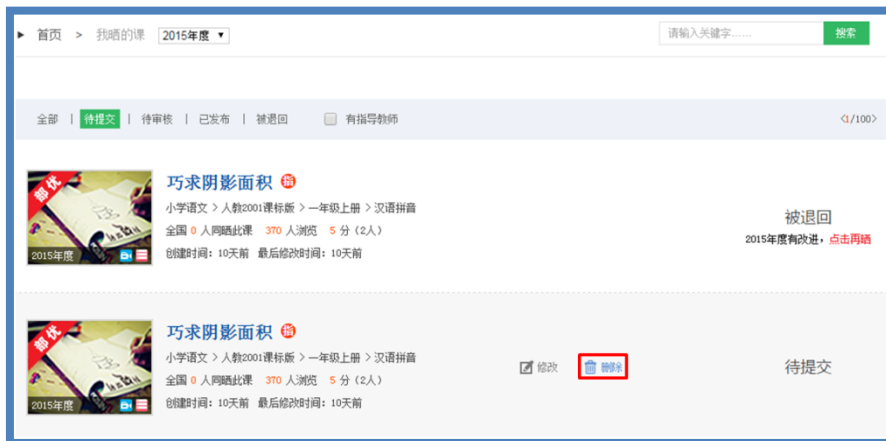 首页 > 我晒的课 2015年度 请输入关键字…… 搜索
全部 | 待提交 | 待审核 | 已发布 | 被退回 有指导教师 <1/100>
部优
2015年度
巧求阴影面积 指
小学语文 > 人教2001课标版 > 一年级上册 > 汉语拼音
全国 0 人同晒此课 370 人浏览 5 分（2人）
创建时间：10天前 最后修改时间：10天前
被退回
2015年度有改进，点击再晒
部优
2015年度
巧求阴影面积 指
小学语文 > 人教2001课标版 > 一年级上册 > 汉语拼音
全国 0 人同晒此课 370 人浏览 5 分（2人）
创建时间：10天前 最后修改时间：10天前
修改 删除
待提交